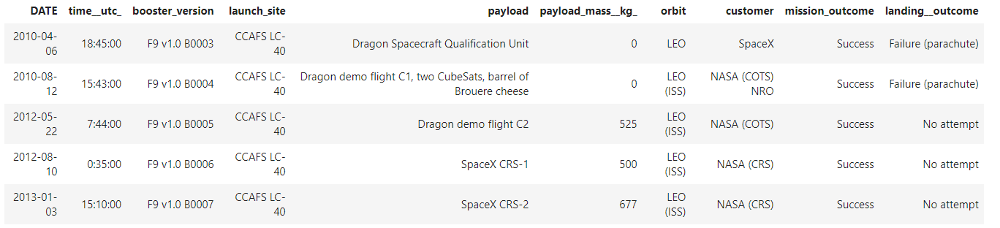 DATE time__utc_ booster_version launch_site payload payload_mass__kg_ orbit customer mission_outcome landing__outcome
2010-04-
06 18:45:00 F9 v1.0 B0003 CCAFS LC-
40 Dragon Spacecraft Qualification Unit 0 LEO SpaceX Success Failure (parachute)
2010-08-
12 15:43:00 F9 v1.0 B0004 CCAFS LC-
40 Dragon demo flight C1, two CubeSats, barrel of
Brouere cheese 0 LEO
(ISS) NASA (COTS)
NRO Success Failure (parachute)
2012-05-
22 7:44:00 F9 v1.0 B0005 CCAFS LC-
40 Dragon demo flight C2 525 LEO
(ISS) NASA (COTS) Success No attempt
2012-08-
10 0:35:00 F9 v1.0 B0006 CCAFS LC-
40 SpaceX CRS-1 500 LEO
(ISS) NASA (CRS) Success No attempt
2013-01-
03 15:10:00 F9 v1.0 B0007 CCAFS LC-
40 SpaceX CRS-2 677 LEO
(ISS) NASA (CRS) Success No attempt